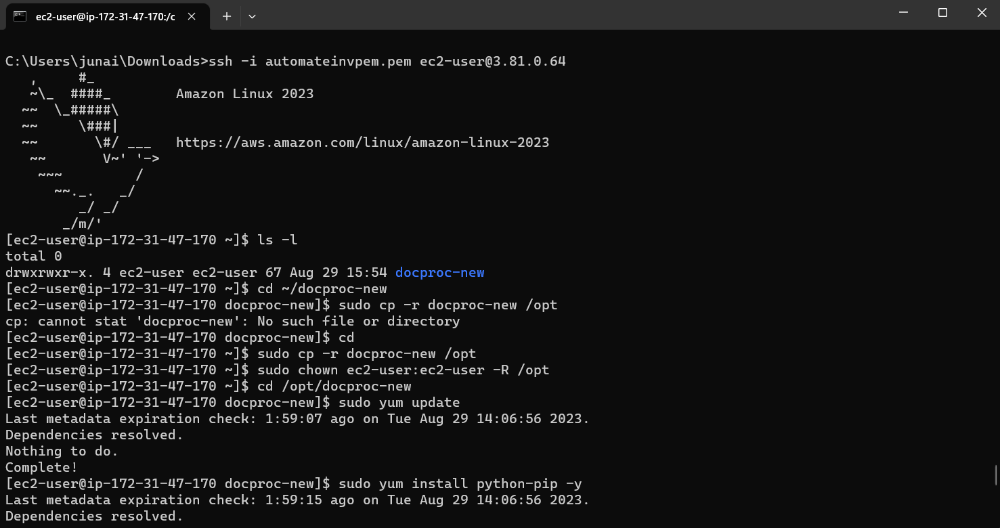 ec2-user@ip-172-31-47-170:/c
C:\Users\junai\Downloads>ssh -i automateinvpem.pem ec2-user@3.81.0.64
   ,     #_
   ~\_  ####_        Amazon Linux 2023
  ~~  \_#####\
  ~~     \###|
  ~~       \#/ ___   https://aws.amazon.com/linux/amazon-linux-2023
   ~~       V~' '->
    ~~~         /
      ~~._.   _/
         _/ _/
       _/m/'
[ec2-user@ip-172-31-47-170 ~]$ ls -l
total 0
drwxrwxr-x. 4 ec2-user ec2-user 67 Aug 29 15:54 docproc-new
[ec2-user@ip-172-31-47-170 ~]$ cd ~/docproc-new
[ec2-user@ip-172-31-47-170 docproc-new]$ sudo cp -r docproc-new /opt
cp: cannot stat 'docproc-new': No such file or directory
[ec2-user@ip-172-31-47-170 docproc-new]$ cd
[ec2-user@ip-172-31-47-170 ~]$ sudo cp -r docproc-new /opt
[ec2-user@ip-172-31-47-170 ~]$ sudo chown ec2-user:ec2-user -R /opt
[ec2-user@ip-172-31-47-170 ~]$ cd /opt/docproc-new
[ec2-user@ip-172-31-47-170 docproc-new]$ sudo yum update
Last metadata expiration check: 1:59:07 ago on Tue Aug 29 14:06:56 2023.
Dependencies resolved.
Nothing to do.
Complete!
[ec2-user@ip-172-31-47-170 docproc-new]$ sudo yum install python-pip -y
Last metadata expiration check: 1:59:15 ago on Tue Aug 29 14:06:56 2023.
Dependencies resolved.